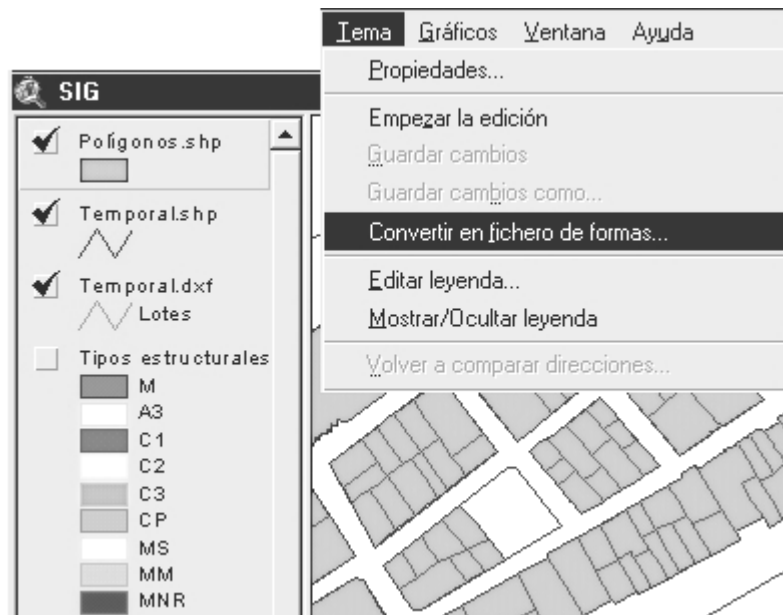 Tema Gráficos Ventana Ayuda
Propiedades...
Empezar la edición
Guardar cambios
Guardar cambios como...
Convertir en fichero de formas...
Editar leyenda...
Mostrar/Ocultar leyenda
Volver a comparar direcciones...
SIG
Polígonos.shp
Temporal.shp
Temporal.dxf
Lotes
Tipos estructurales
M
A3
C1
C2
C3
CP
MS
MM
MNR